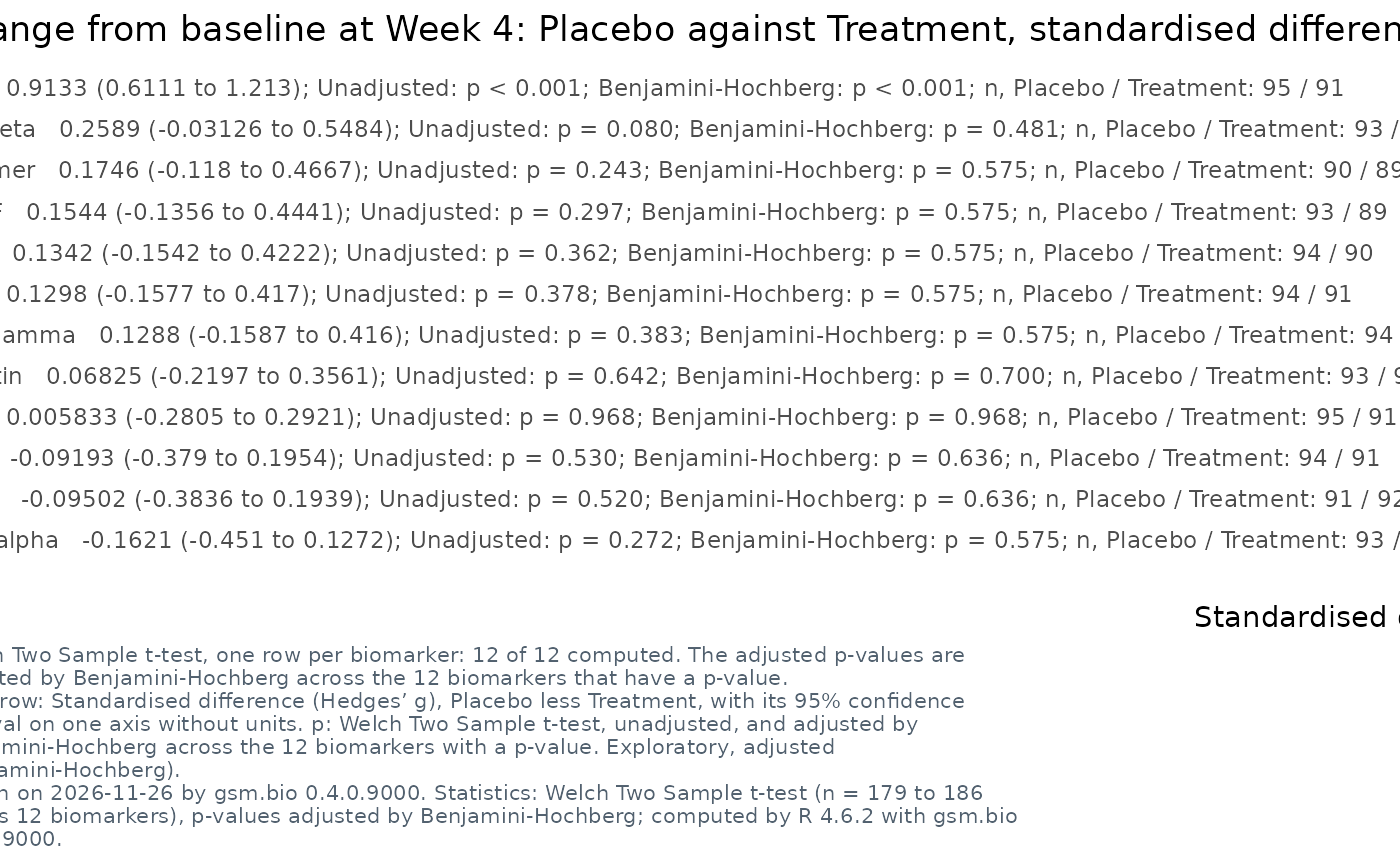 ange from baseline at Week 4: Placebo against Treatment, standardised differen
0.9133 (0.6111 to 1.213); Unadjusted: p < 0.001; Benjamini-Hochberg: p < 0.001; n, Placebo / Treatment: 95 / 91
eta 0.2589 (-0.03126 to 0.5484); Unadjusted: p = 0.080; Benjamini-Hochberg: p = 0.481; n, Placebo / Treatment: 93 /
mer 0.1746 (-0.118 to 0.4667); Unadjusted: p = 0.243; Benjamini-Hochberg: p = 0.575; n, Placebo / Treatment: 90 / 89
0.1544 (-0.1356 to 0.4441); Unadjusted: p = 0.297; Benjamini-Hochberg: p = 0.575; n, Placebo / Treatment: 93 / 89
0.1342 (-0.1542 to 0.4222); Unadjusted: p = 0.362; Benjamini-Hochberg: p = 0.575; n, Placebo / Treatment: 94 / 90
0.1298 (-0.1577 to 0.417); Unadjusted: p = 0.378; Benjamini-Hochberg: p = 0.575; n, Placebo / Treatment: 94 / 91
amma 0.1288 (-0.1587 to 0.416); Unadjusted: p = 0.383; Benjamini-Hochberg: p = 0.575; n, Placebo / Treatment: 94
tin 0.06825 (-0.2197 to 0.3561); Unadjusted: p = 0.642; Benjamini-Hochberg: p = 0.700; n, Placebo / Treatment: 93 / 9
0.005833 (-0.2805 to 0.2921); Unadjusted: p = 0.968; Benjamini-Hochberg: p = 0.968; n, Placebo / Treatment: 95 / 91
-0.09193 (-0.379 to 0.1954); Unadjusted: p = 0.530; Benjamini-Hochberg: p = 0.636; n, Placebo / Treatment: 94 / 91
-0.09502 (-0.3836 to 0.1939); Unadjusted: p = 0.520; Benjamini-Hochberg: p = 0.636; n, Placebo / Treatment: 91 / 92
alpha -0.1621 (-0.451 to 0.1272); Unadjusted: p = 0.272; Benjamini-Hochberg: p = 0.575; n, Placebo / Treatment: 93 /
Standardised
h Two Sample t-test, one row per biomarker: 12 of 12 computed. The adjusted p-values are
ted by Benjamini-Hochberg across the 12 biomarkers that have a p-value.
row: Standardised difference (Hedges’ g), Placebo less Treatment, with its 95% confidence
val on one axis without units. p: Welch Two Sample t-test, unadjusted, and adjusted by
mini-Hochberg across the 12 biomarkers with a p-value. Exploratory, adjusted
amini-Hochberg).
n on 2026-11-26 by gsm.bio 0.4.0.9000. Statistics: Welch Two Sample t-test (n = 179 to 186
s 12 biomarkers), p-values adjusted by Benjamini-Hochberg; computed by R 4.6.2 with gsm.bio
9000.